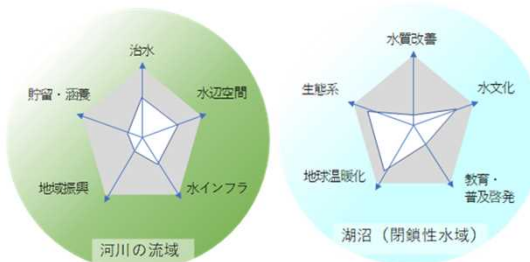 治水
貯留・涵養
水辺空間
地域振興
水インフラ
河川の流域
水質改善
生態系
水文化
地球温暖化
教育・
普及啓発
湖沼（閉鎖性水域）